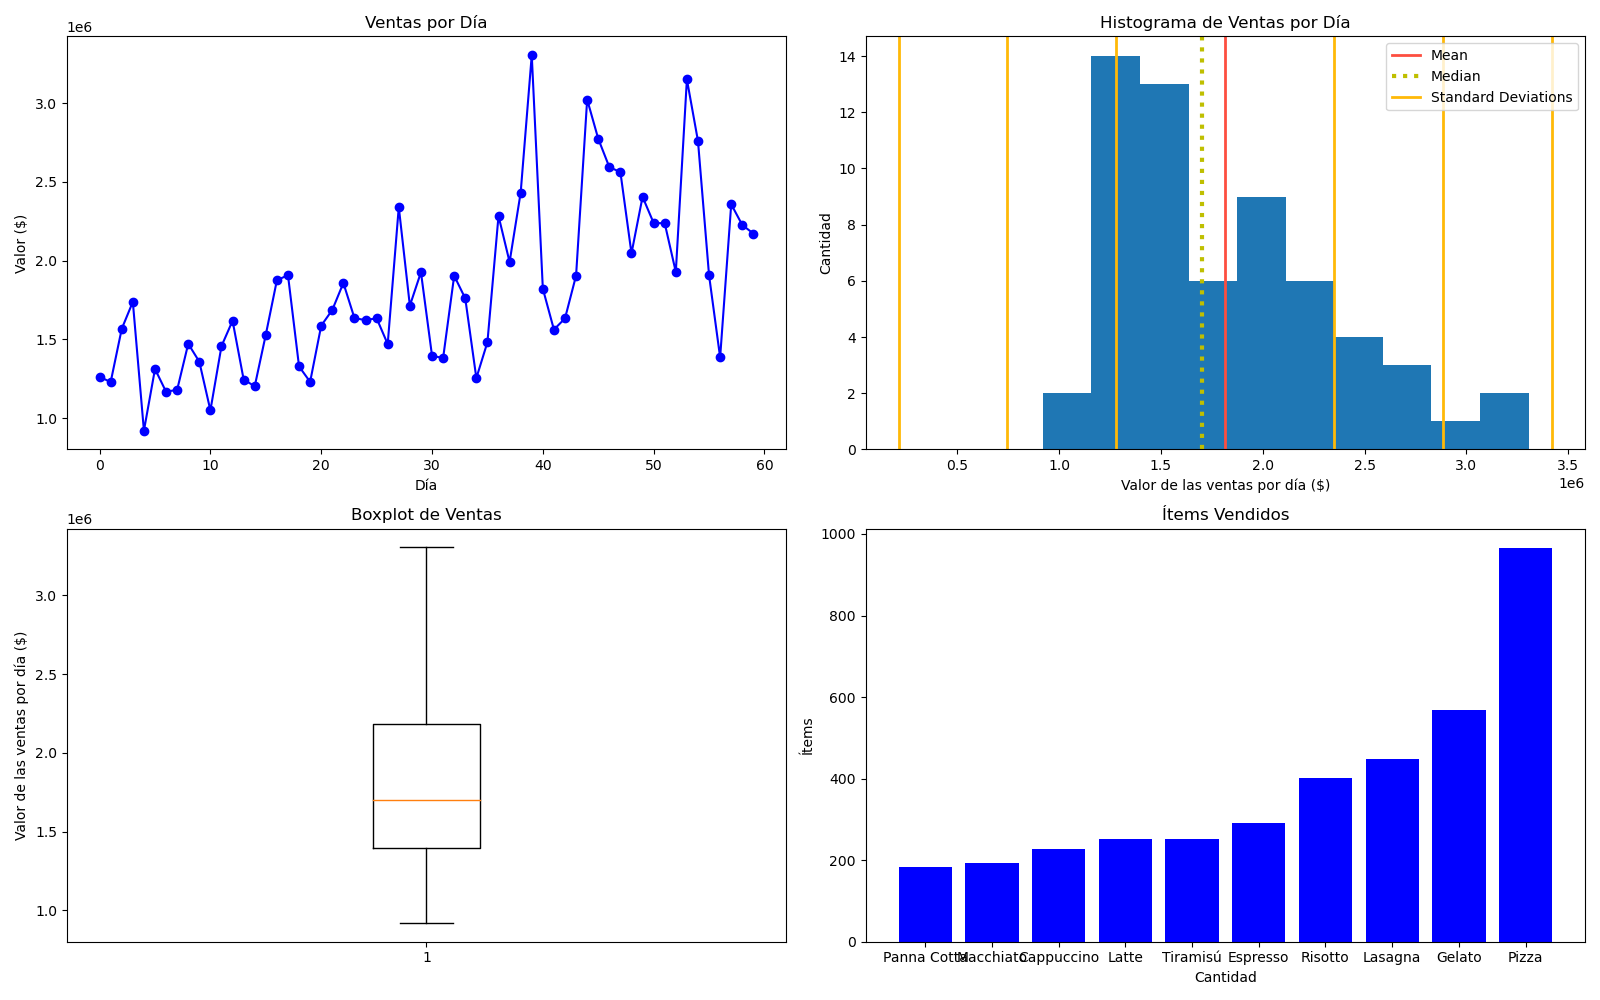 Ventas por Día
1e6
Valor ($)
3.0
2.5
2.0
1.5
1.0
0 10 20 30 40 50 60
Día
Histograma de Ventas por Día
Mean
Median
Standard Deviations
Cantidad
14
12
10
8
6
4
2
0
0.5 1.0 1.5 2.0 2.5 3.0 3.5
1e6
Valor de las ventas por día ($)
Boxplot de Ventas
1e6
Valor de las ventas por día ($)
3.0
2.5
2.0
1.5
1.0
1
Ítems Vendidos
Ítems
1000
800
600
400
200
0
Panna Cotta Macchiato Cappuccino Latte Tiramisú Espresso Risotto Lasagna Gelato Pizza
Cantidad